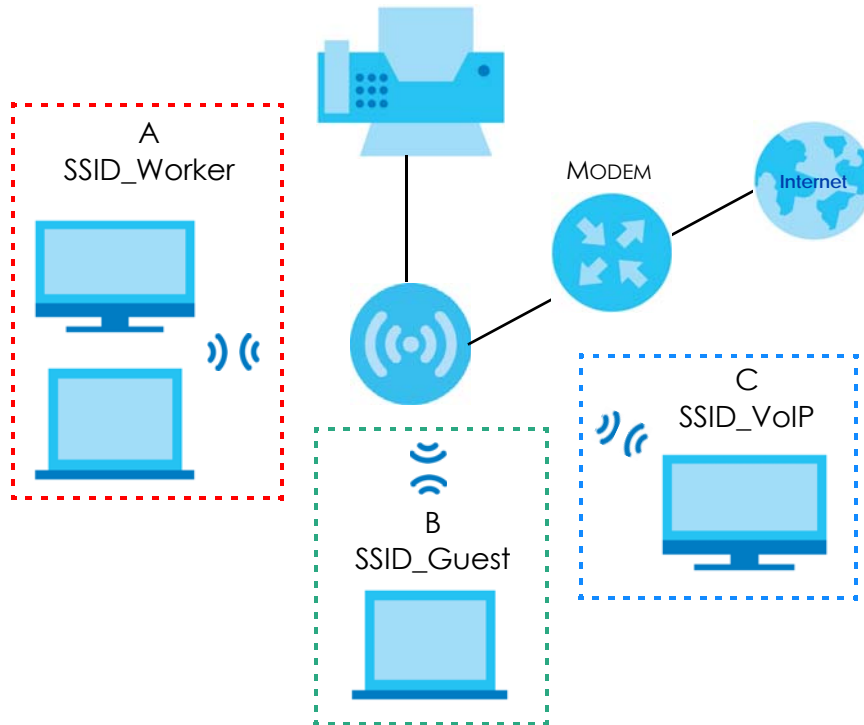 A
SSID_Worker
MODEM
Internet
C
SSID_VoIP
B
SSID_Guest